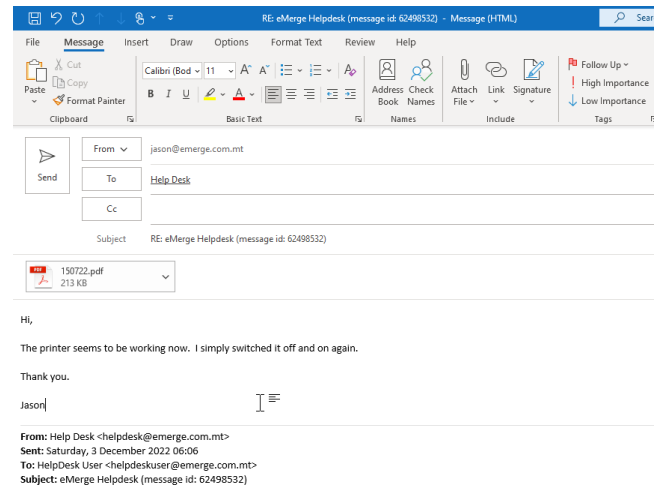 RE: eMerge Helpdesk (message id: 62498532) - Message (HTML)
File Message Insert Draw Options Format Text Review Help
Paste
Cut
Copy
Format Painter
Clipboard
Calibri (Bod 11
B I U
Basic Text
Address Book
Check Names
Names
Attach File
Link
Signature
Include
Follow Up
High Importance
Low Importance
Tags
Send
From jason@emerge.com.mt
To Help Desk
Cc
Subject RE: eMerge Helpdesk (message id: 62498532)
PDF
150722.pdf
213 KB
Hi,
The printer seems to be working now.  I simply switched it off and on again.
Thank you.
Jason
From: Help Desk <helpdesk@emerge.com.mt>
Sent: Saturday, 3 December 2022 06:06
To: HelpDesk User <helpdeskuser@emerge.com.mt>
Subject: eMerge Helpdesk (message id: 62498532)